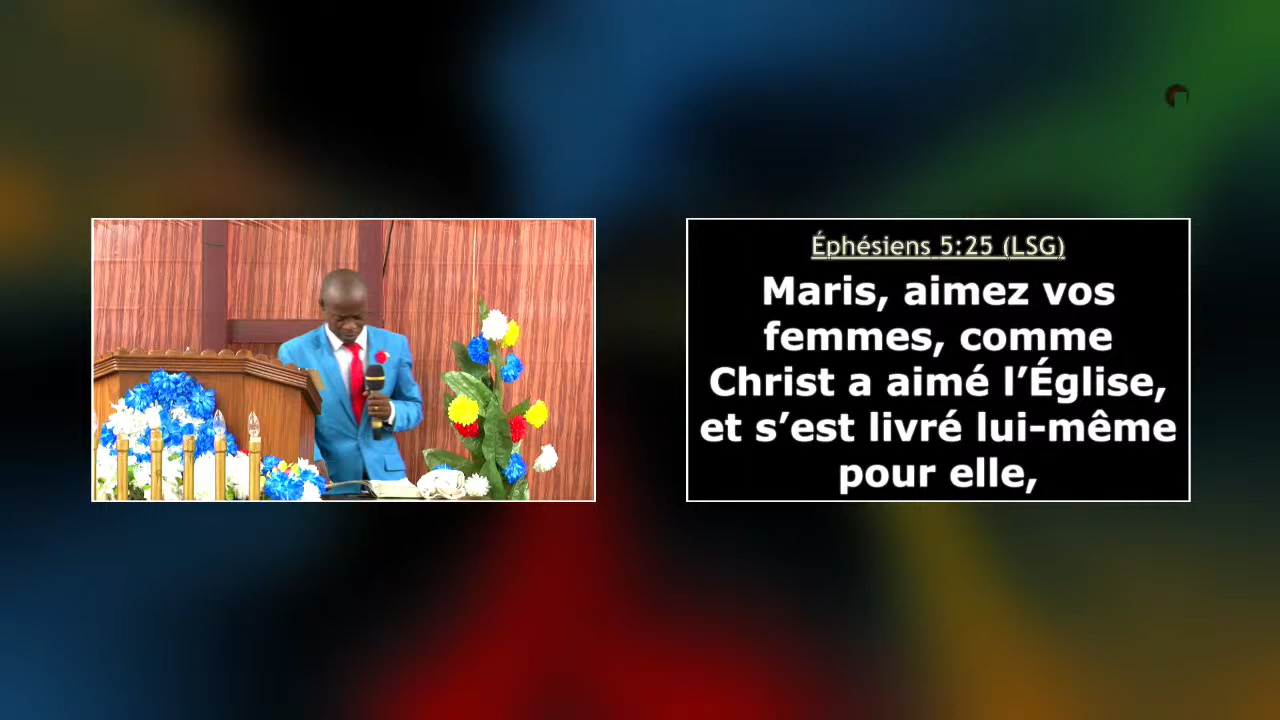 Éphésiens 5:25 (LSG)
Maris, aimez vos
femmes, comme
Christ a aimé l’Église,
et s’est livré lui-même
pour elle,